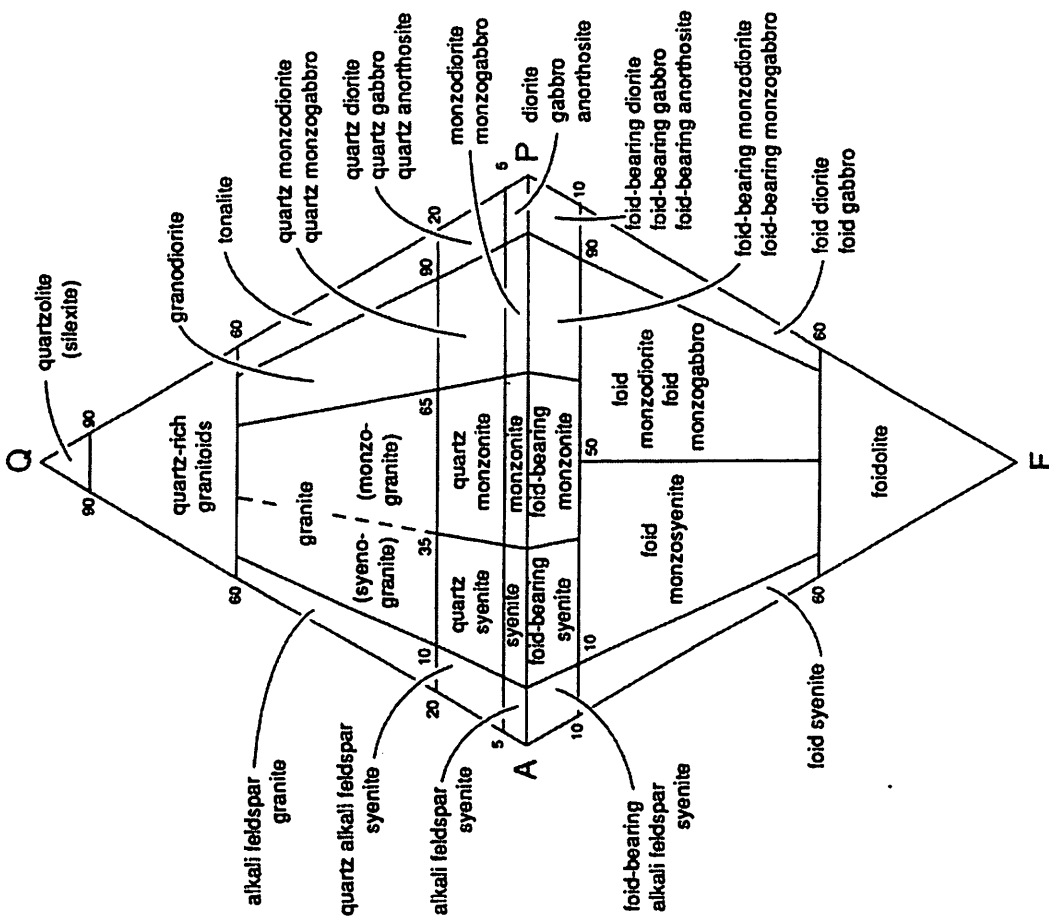 Q
quartzolite
(silexite)
90
90
quartz-rich
granitoids
60
60
granodiorite
tonalite
quartz monzodiorite
quartz monzogabbro
quartz diorite
quartz gabbro
quartz anorthosite
monzodiorite
monzogabbro
diorite
gabbro
anorthosite
alkali feldspar
granite
granite
(syeno-
granite)
(monzo-
granite)
quartz alkali feldspar
syenite
20
10
35
65
90
20
quartz
syenite
quartz
monzonite
alkali feldspar
syenite
5
syenite
monzonite
5
A
P
foid-bearing
syenite
foid-bearing
monzonite
10
10
50
90
10
foid-bearing
alkali feldspar
syenite
foid-bearing diorite
foid-bearing gabbro
foid-bearing anorthosite
foid-bearing monzodiorite
foid-bearing monzogabbro
foid
monzosyenite
foid
monzodiorite
foid
monzogabbro
foid syenite
foid diorite
foid gabbro
60
60
foidolite
F